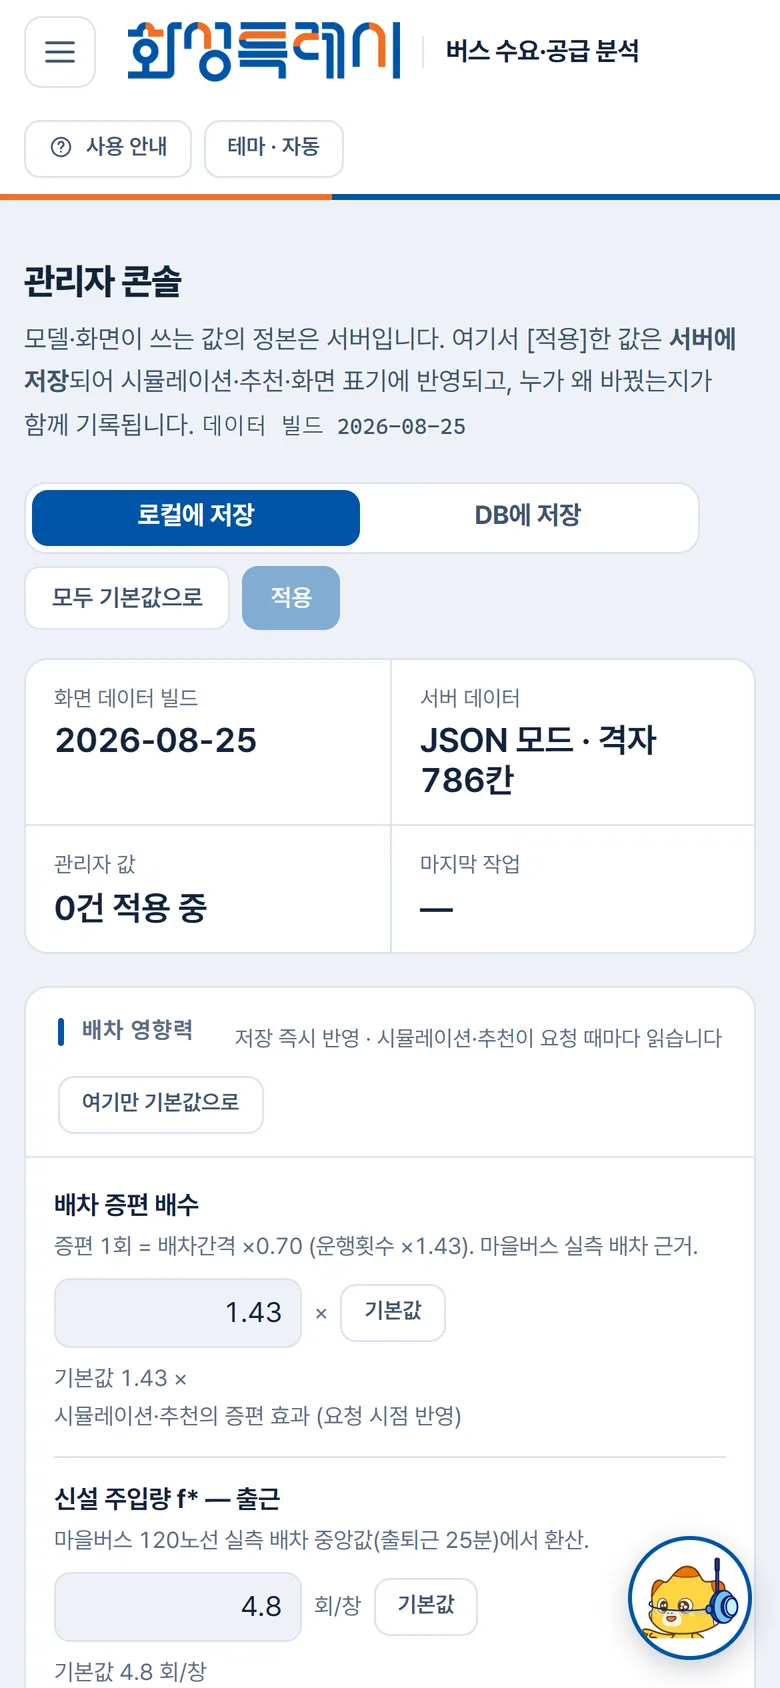 화성특례시
버스 수요·공급 분석
사용 안내
테마 · 자동
관리자 콘솔
모델·화면이 쓰는 값의 정본은 서버입니다. 여기서 [적용]한 값은 서버에
저장되어 시뮬레이션·추천·화면 표기에 반영되고, 누가 왜 바꿨는지가
함께 기록됩니다. 데이터 빌드 2026-08-25
로컬에 저장
DB에 저장
모두 기본값으로
적용
화면 데이터 빌드
2026-08-25
서버 데이터
JSON 모드 · 격자
786칸
관리자 값
0건 적용 중
마지막 작업
—
배차 영향력
저장 즉시 반영 · 시뮬레이션·추천이 요청 때마다 읽습니다
여기만 기본값으로
배차 증편 배수
증편 1회 = 배차간격 ×0.70 (운행횟수 ×1.43). 마을버스 실측 배차 근거.
1.43 × 기본값
기본값 1.43 ×
시뮬레이션·추천의 증편 효과 (요청 시점 반영)
신설 주입량 f* — 출근
마을버스 120노선 실측 배차 중앙값(출퇴근 25분)에서 환산.
4.8 회/창 기본값
기본값 4.8 회/창